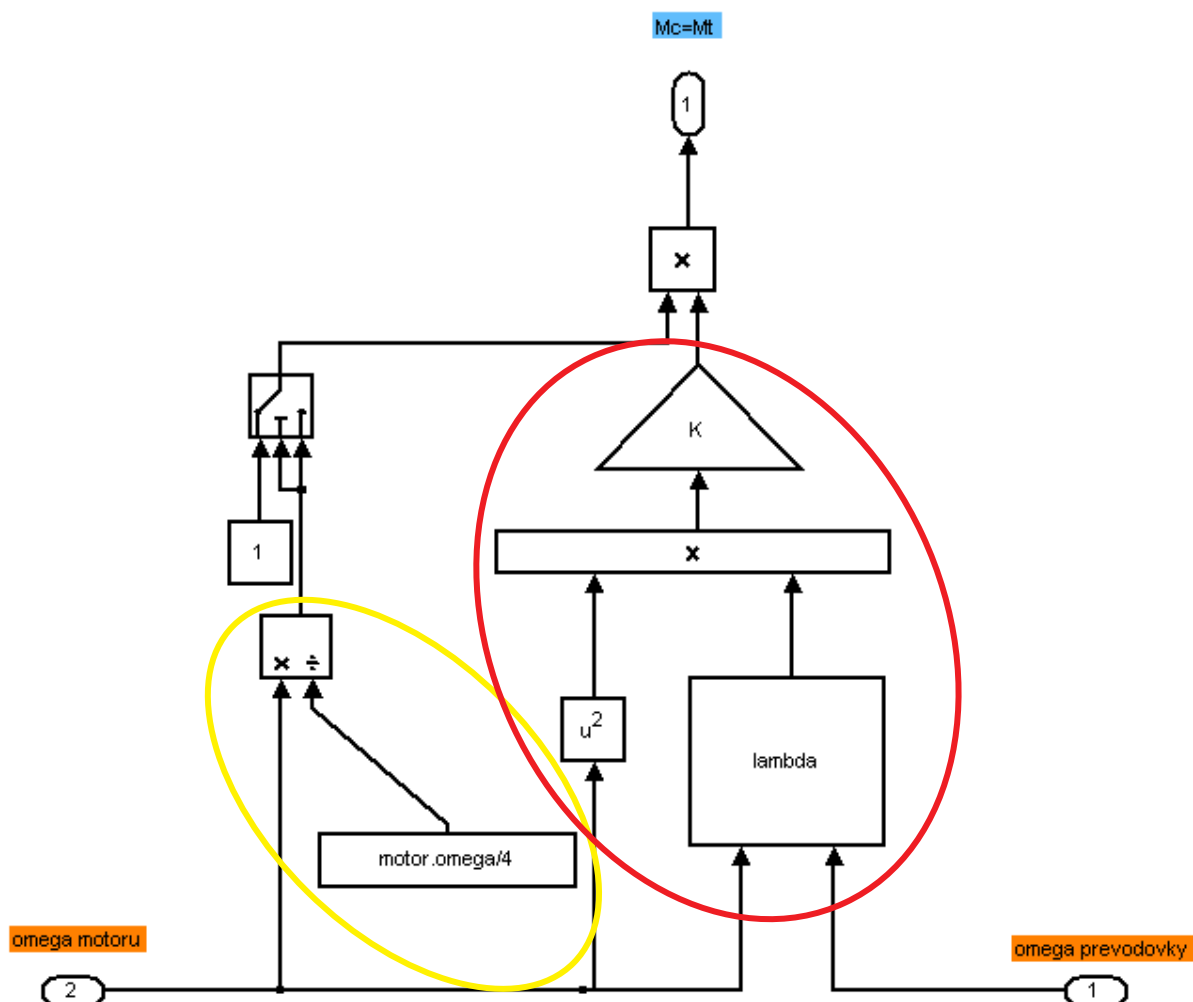 Mc=Mt
1
×
K
1
×
× ÷
u²
lambda
motor.omega/4
omega motoru
omega prevodovky
2
1